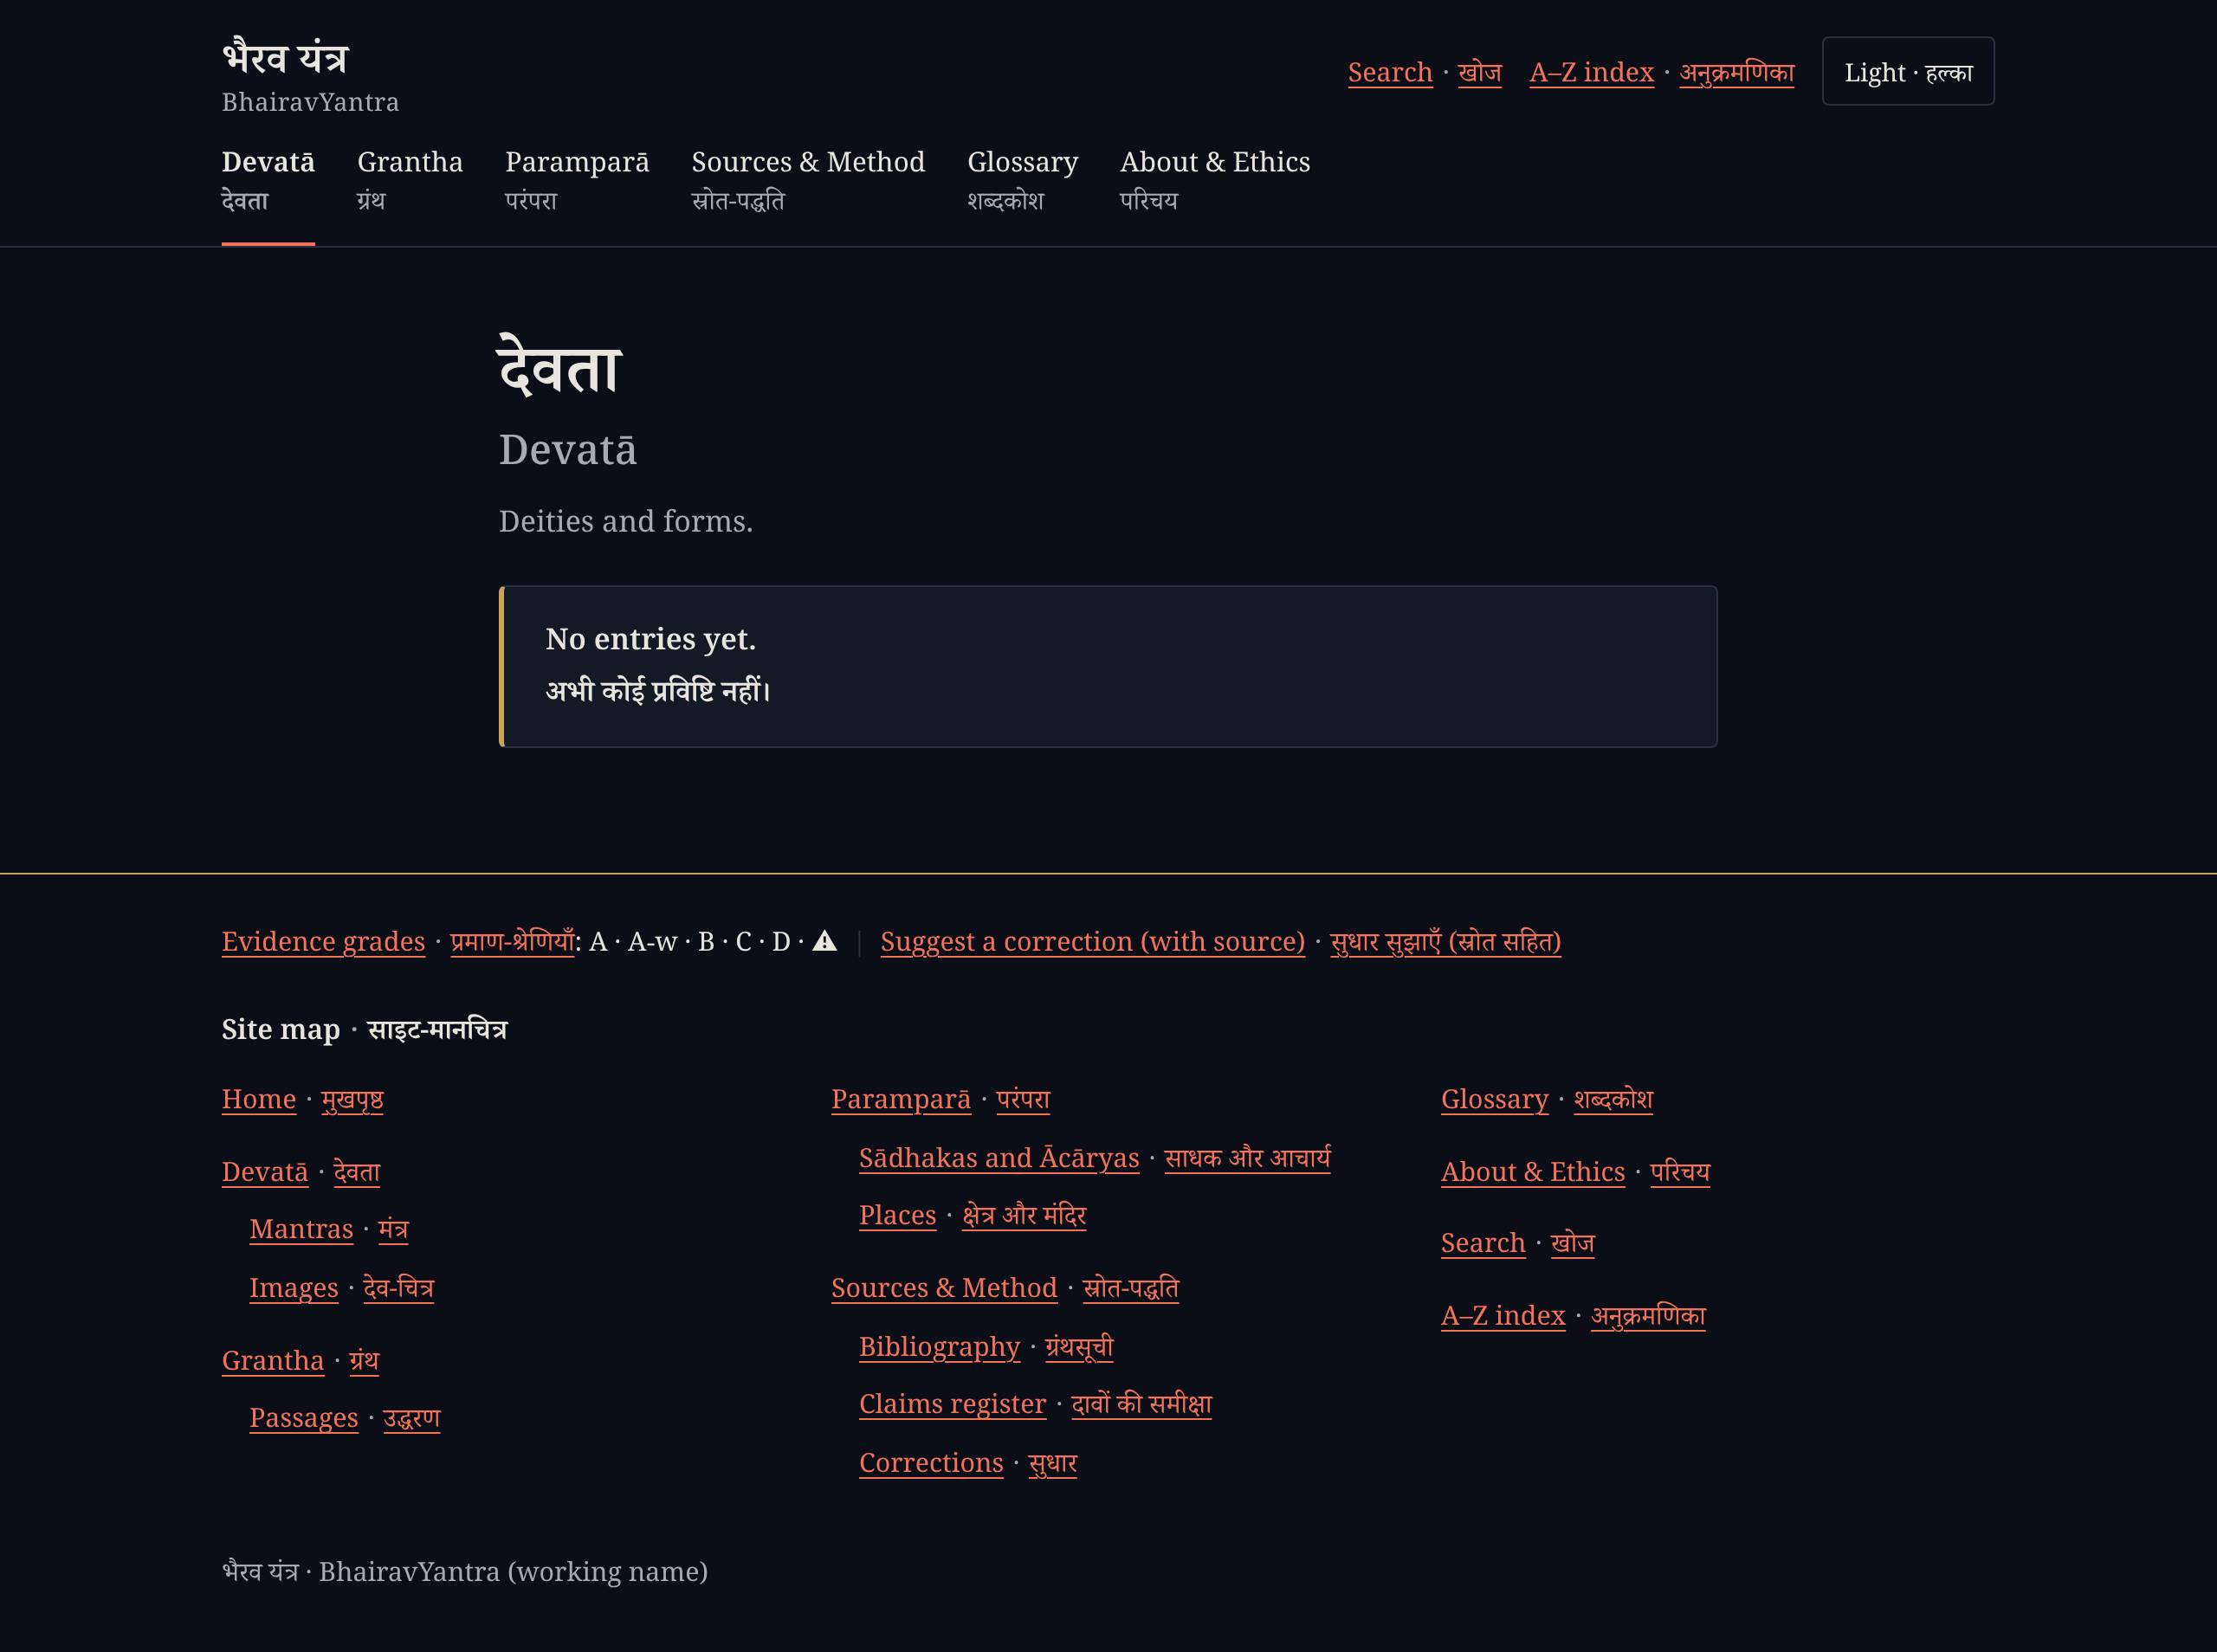 भैरव यंत्र
BhairavYantra
Search · खोज A–Z index · अनुक्रमणिका Light · हल्का
Devatā Grantha Paramparā Sources & Method Glossary About & Ethics
देवता ग्रंथ परंपरा स्रोत-पद्धति शब्दकोश परिचय
देवता
Devatā
Deities and forms.
No entries yet.
अभी कोई प्रविष्टि नहीं।
Evidence grades · प्रमाण-श्रेणियाँ: A · A-w · B · C · D · ⚠ Suggest a correction (with source) · सुधार सुझाएँ (स्रोत सहित)
Site map · साइट-मानचित्र
Home · मुखपृष्ठ
Devatā · देवता
Mantras · मंत्र
Images · देव-चित्र
Grantha · ग्रंथ
Passages · उद्धरण
Paramparā · परंपरा
Sādhakas and Ācāryas · साधक और आचार्य
Places · क्षेत्र और मंदिर
Sources & Method · स्रोत-पद्धति
Bibliography · ग्रंथसूची
Claims register · दावों की समीक्षा
Corrections · सुधार
Glossary · शब्दकोश
About & Ethics · परिचय
Search · खोज
A–Z index · अनुक्रमणिका
भैरव यंत्र · BhairavYantra (working name)